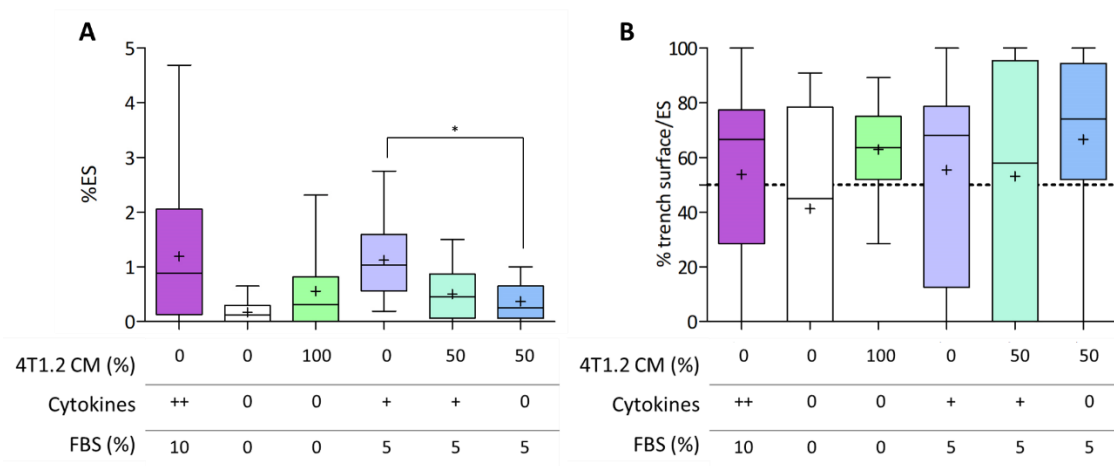 A
B
5
4
3
2
1
0
%ES
*
100
80
60
40
20
0
% trench surface/ES
4T1.2 CM (%) 0 0 100 0 50 50
Cytokines ++ 0 0 + + 0
FBS (%) 10 0 0 5 5 5
4T1.2 CM (%) 0 0 100 0 50 50
Cytokines ++ 0 0 + + 0
FBS (%) 10 0 0 5 5 5